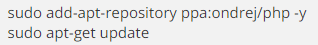 sudo add-apt-repository ppa:ondrej/php -y
sudo apt-get update